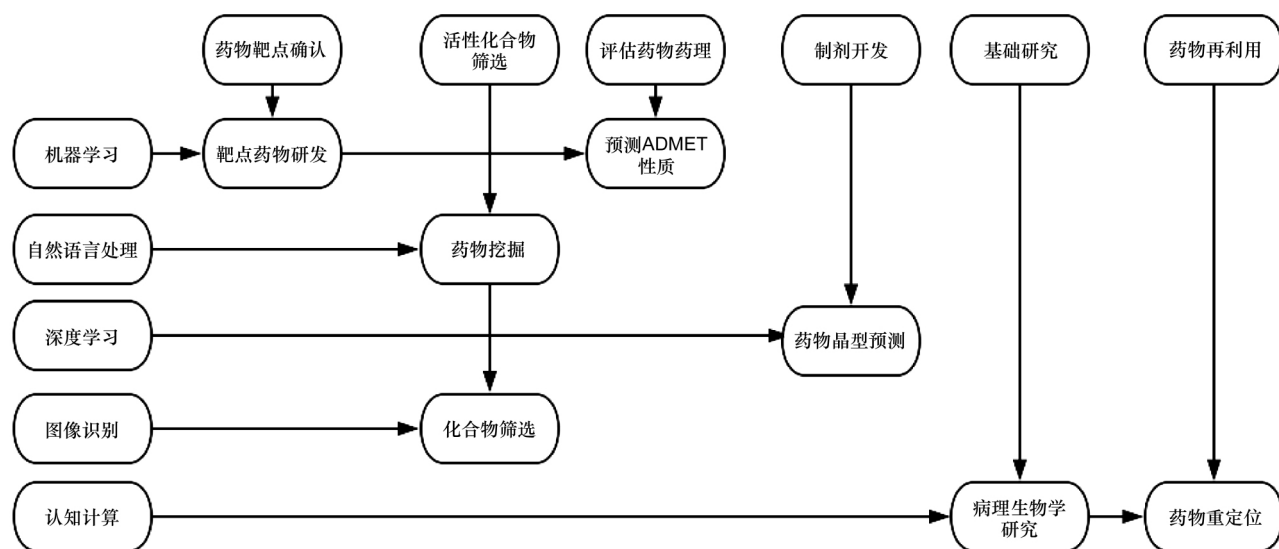 药物靶点确认
活性化合物
筛选
评估药物药理
制剂开发
基础研究
药物再利用
机器学习
靶点药物研发
预测ADMET
性质
自然语言处理
药物挖掘
深度学习
药物晶型预测
图像识别
化合物筛选
认知计算
病理生物学
研究
药物重定位